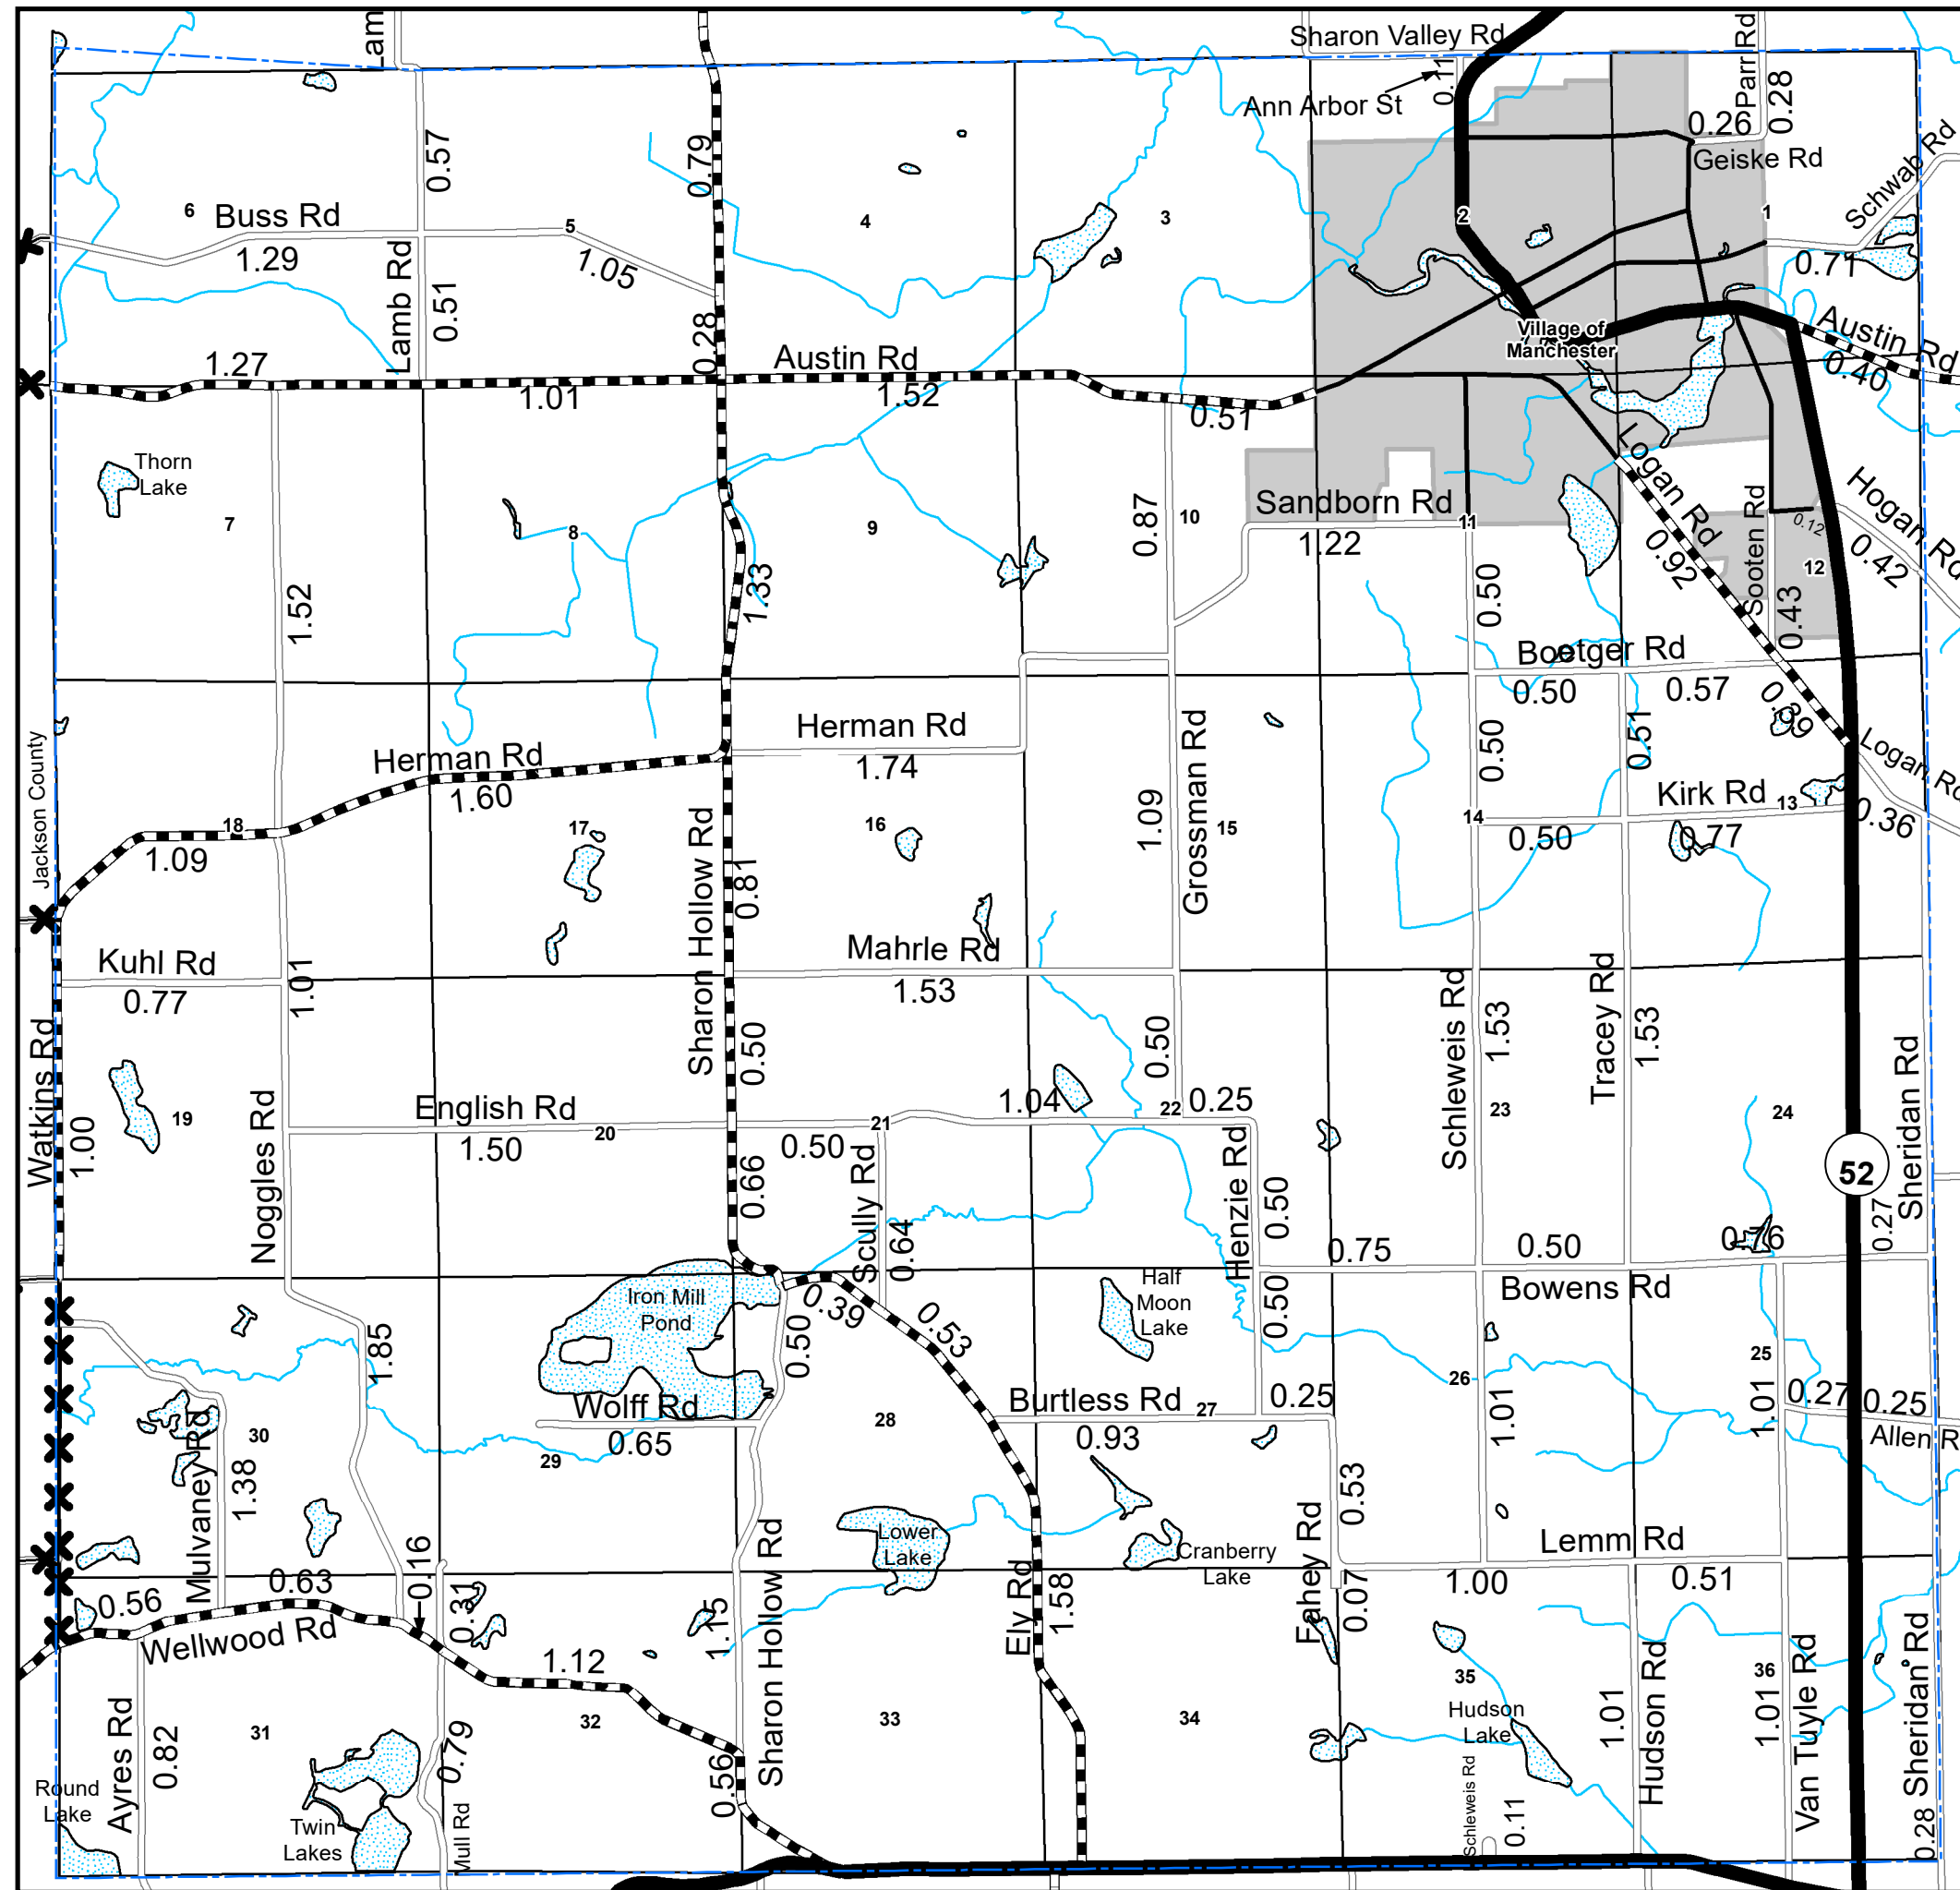 Lam
Sharon Valley Rd
Parr Rd
0.11
Ann Arbor St
0.28
0.26
Geiske Rd
Schwab Rd
0.57
0.79
6
Buss Rd
5
4
3
2
1
1.29
1.05
0.71
Lamb Rd
0.51
0.28
Village of
Manchester
Austin Rd
1.27
Austin Rd
0.40
1.01
1.52
0.51
Thorn
Lake
Logan Rd
Hogan Rd
Sandborn Rd
7
8
9
0.87
10
11
1.22
0.92
Sooten Rd
0.12
0.42
12
1.52
1.33
0.50
0.43
Boetger Rd
0.50
0.57
0.39
Jackson County
Herman Rd
Herman Rd
1.74
1.60
Grossman Rd
0.50
0.51
Logan Rd
Kirk Rd
13
0.36
18
1.09
17
16
1.09
15
14
0.50
0.77
Sharon Hollow Rd
0.81
Kuhl Rd
0.77
1.01
Mahrle Rd
1.53
Watkins Rd
1.00
0.50
0.50
Schleweis Rd
1.53
Tracey Rd
1.53
Sheridan Rd
19
Noggles Rd
English Rd
1.50
20
0.50
21
1.04
22
0.25
23
24
52
0.66
Scully Rd
0.64
Henzie Rd
0.50
0.75
0.50
0.76
0.27
Bowens Rd
Iron Mill
Pond
0.39
0.53
Half
Moon
Lake
0.50
1.85
0.50
25
26
1.01
1.01
0.27
0.25
Allen R
Wolff Rd
0.65
28
Burtless Rd
27
0.25
0.93
Mulvaney Rd
30
1.38
29
Lower
Lake
Cranberry
Lake
Fahey Rd
0.53
Lemm Rd
1.00
0.51
0.56
0.63
0.16
0.31
Wellwood Rd
1.15
Sharon Hollow Rd
Ely Rd
1.58
0.07
1.12
Ayres Rd
0.82
31
32
33
34
35
36
0.79
0.56
Hudson
Lake
1.01
Hudson Rd
1.01
Van Tuyle Rd
Sheridan Rd
Round
Lake
Twin
Lakes
Mull Rd
Schleweis Rd
0.11
0.28